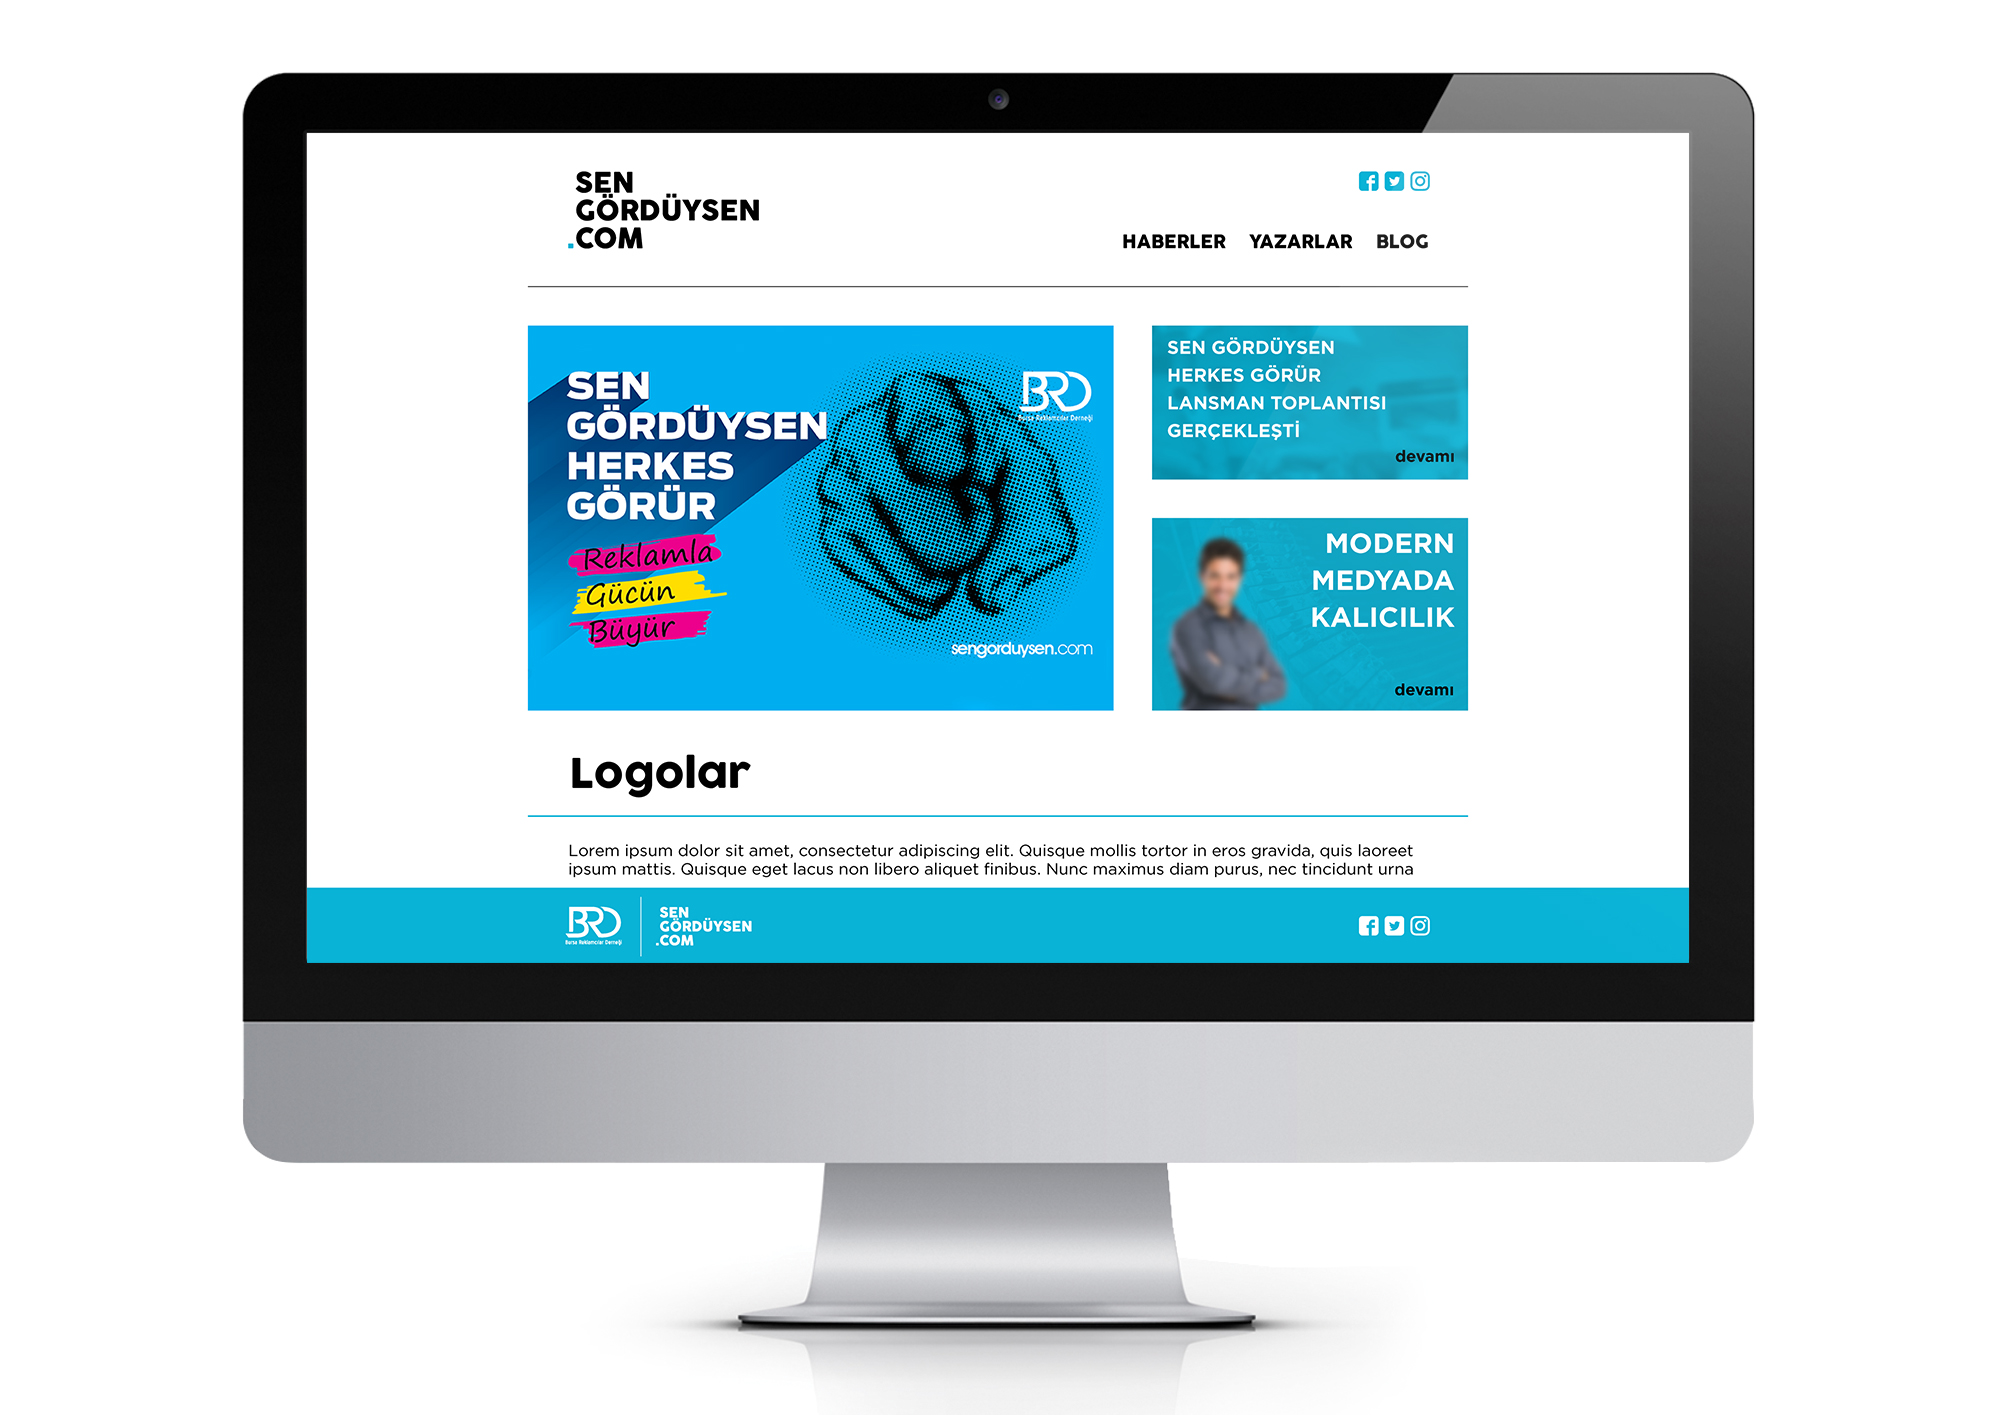 SEN
GÖRDÜYSEN
.COM
HABERLER YAZARLAR BLOG
SEN
GÖRDÜYSEN
HERKES
GÖRÜR
Reklamla
Gücün
Büyür
BRD
Bursa Reklamcılar Derneği
sengorduysen.com
SEN GÖRDÜYSEN
HERKES GÖRÜR
LANSMAN TOPLANTISI
GERÇEKLEŞTİ
devamı
MODERN
MEDYADA
KALICILIK
devamı
Logolar
Lorem ipsum dolor sit amet, consectetur adipiscing elit. Quisque mollis tortor in eros gravida, quis laoreet
ipsum mattis. Quisque eget lacus non libero aliquet finibus. Nunc maximus diam purus, nec tincidunt urna
BRD
Bursa Reklamcılar Derneği
SEN
GÖRDÜYSEN
.COM